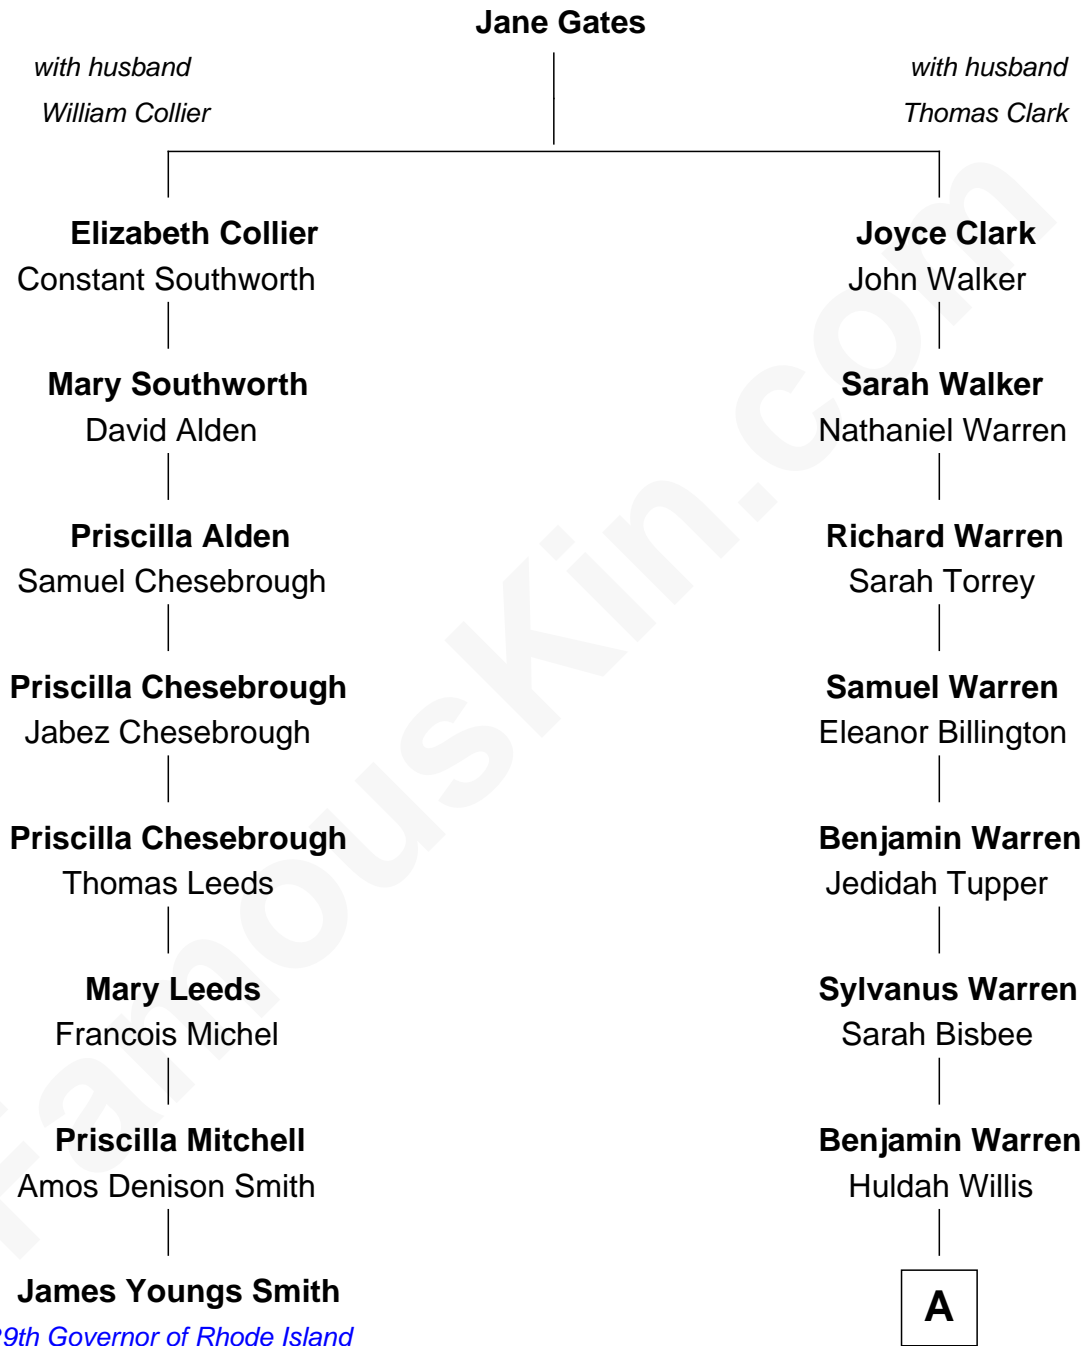 Jane Gates
with husband
William Collier
with husband
Thomas Clark
Elizabeth Collier
Constant Southworth
Joyce Clark
John Walker
Mary Southworth
David Alden
Sarah Walker
Nathaniel Warren
Priscilla Alden
Samuel Chesebrough
Richard Warren
Sarah Torrey
Priscilla Chesebrough
Jabez Chesebrough
Samuel Warren
Eleanor Billington
Priscilla Chesebrough
Thomas Leeds
Benjamin Warren
Jedidah Tupper
Mary Leeds
Francois Michel
Sylvanus Warren
Sarah Bisbee
Priscilla Mitchell
Amos Denison Smith
Benjamin Warren
Huldah Willis
James Youngs Smith
9th Governor of Rhode Island
A
FamousKin.com